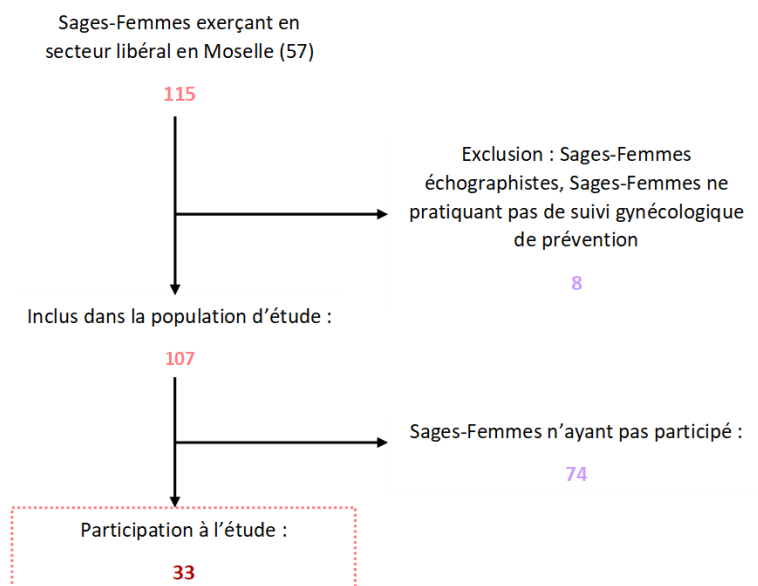 Sages-Femmes exerçant en
secteur libéral en Moselle (57)
115
Exclusion : Sages-Femmes
échographistes, Sages-Femmes ne
pratiquant pas de suivi gynécologique
de prévention
8
Inclus dans la population d’étude :
107
Sages-Femmes n’ayant pas participé :
74
Participation à l’étude :
33